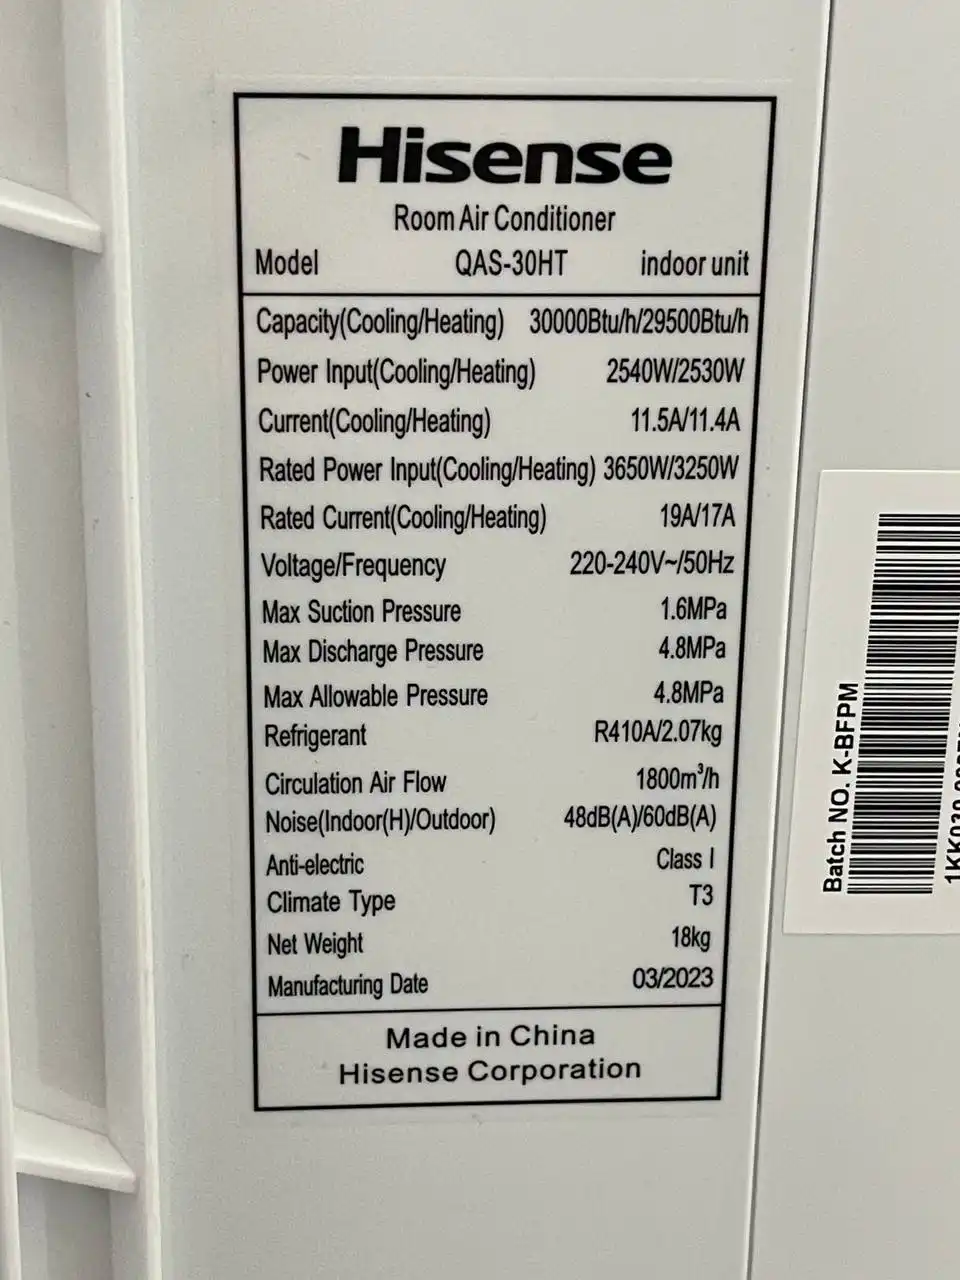 Hisense
Room Air Conditioner
Model QAS-30HT indoor unit
Capacity(Cooling/Heating) 30000Btu/h/29500Btu/h
Power Input(Cooling/Heating) 2540W/2530W
Current(Cooling/Heating) 11.5A/11.4A
Rated Power Input(Cooling/Heating) 3650W/3250W
Rated Current(Cooling/Heating) 19A/17A
Voltage/Frequency 220-240V~/50Hz
Max Suction Pressure 1.6MPa
Max Discharge Pressure 4.8MPa
Max Allowable Pressure 4.8MPa
Refrigerant R410A/2.07kg
Circulation Air Flow 1800m³/h
Noise(Indoor(H)/Outdoor) 48dB(A)/60dB(A)
Anti-electric Class I
Climate Type T3
Net Weight 18kg
Manufacturing Date 03/2023
Made in China
Hisense Corporation
Batch NO. K-BFPM